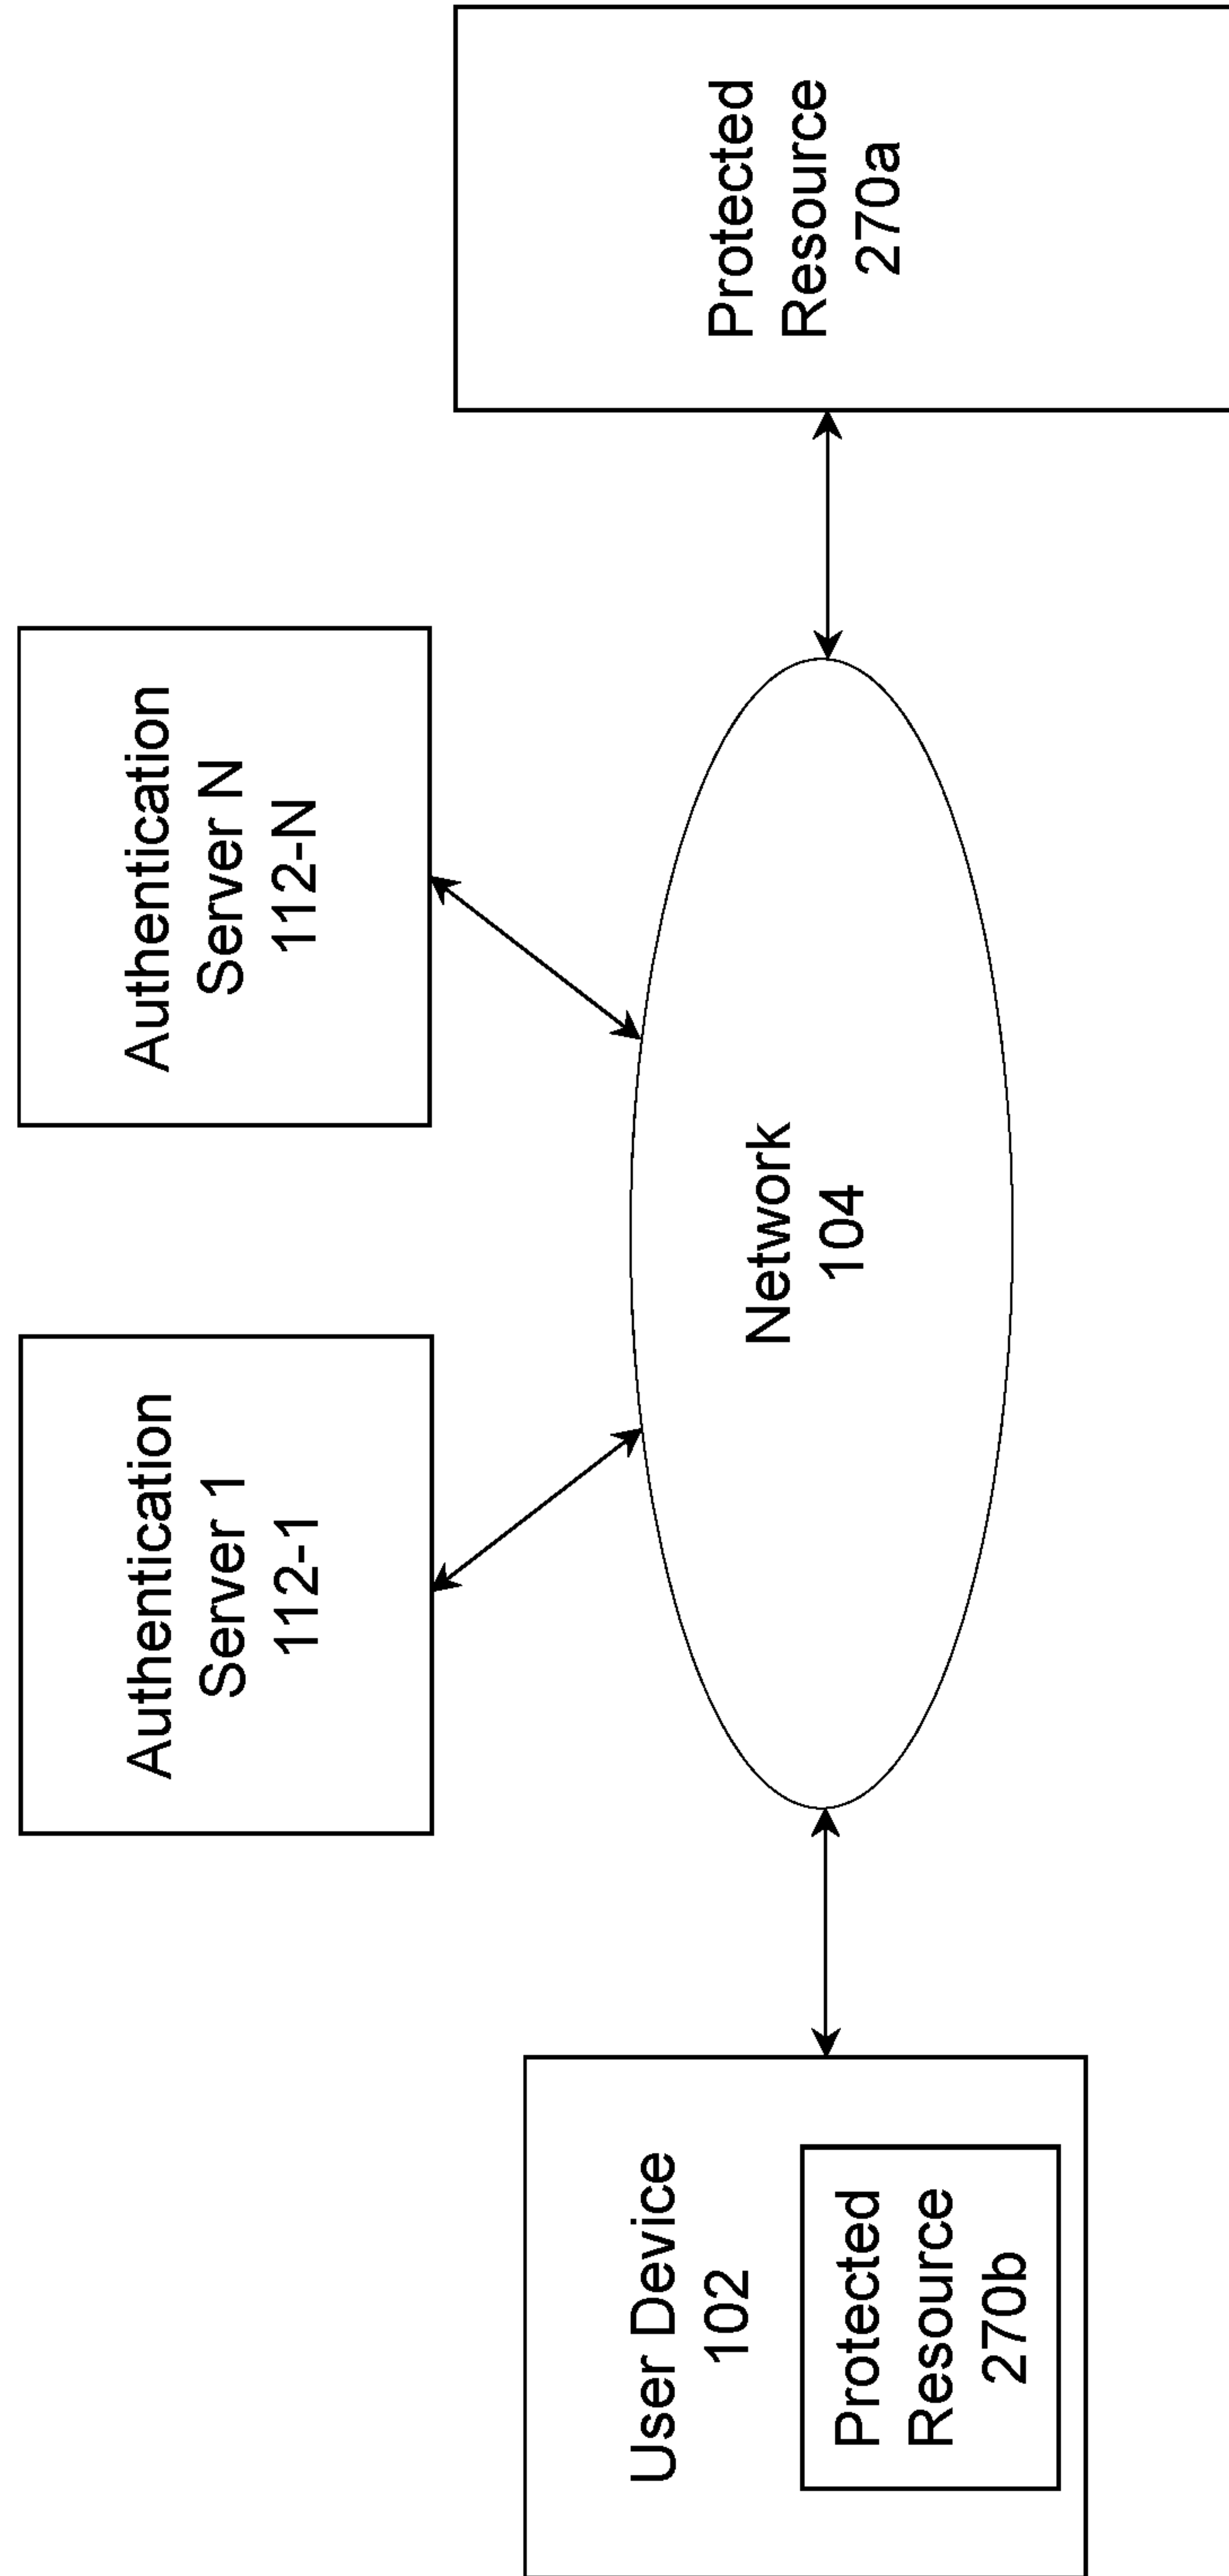 Authentication
Server 1
112-1
Authentication
Server N
112-N
User Device
102
Protected
Resource
270b
Network
104
Protected
Resource
270a